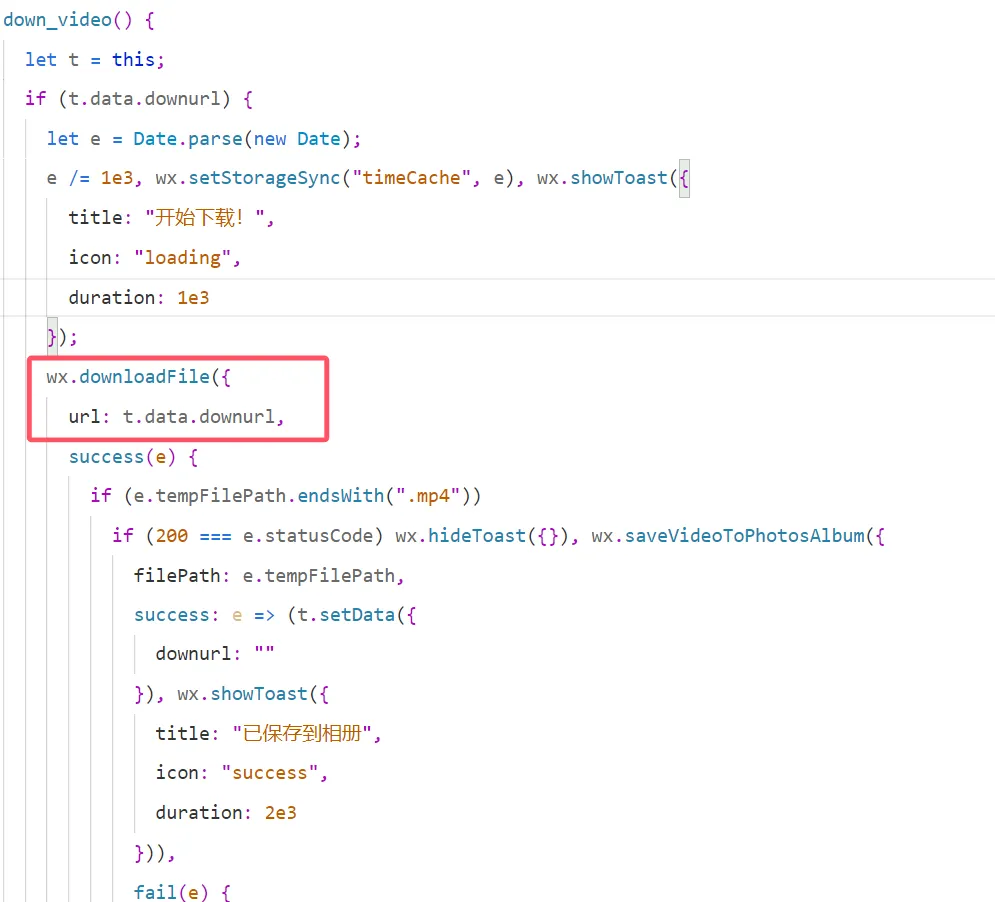 down_video() {
let t = this;
if (t.data.downurl) {
let e = Date.parse(new Date);
e /= 1e3, wx.setStorageSync("timeCache", e), wx.showToast({
title: "开始下载！",
icon: "loading",
duration: 1e3
});
wx.downloadFile({
url: t.data.downurl,
success(e) {
if (e.tempFilePath.endsWith(".mp4"))
if (200 === e.statusCode) wx.hideToast({}), wx.saveVideoToPhotosAlbum({
filePath: e.tempFilePath,
success: e => (t.setData({
downurl: ""
}), wx.showToast({
title: "已保存到相册",
icon: "success",
duration: 2e3
})),
fail(e) {